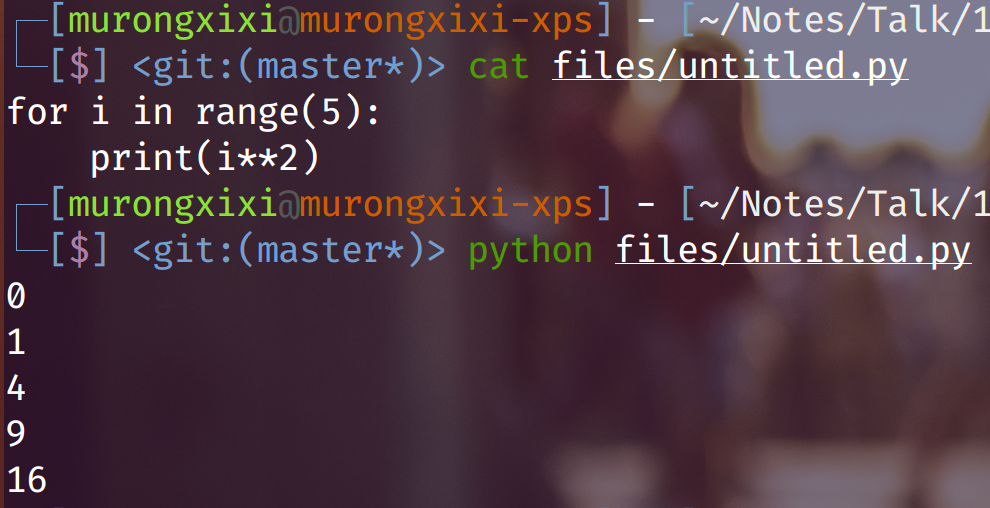 [murongxixi@murongxixi-xps] - [~/Notes/Talk/1
[$] <git:(master*)> cat files/untitled.py
for i in range(5):
    print(i**2)
[murongxixi@murongxixi-xps] - [~/Notes/Talk/1
[$] <git:(master*)> python files/untitled.py
0
1
4
9
16